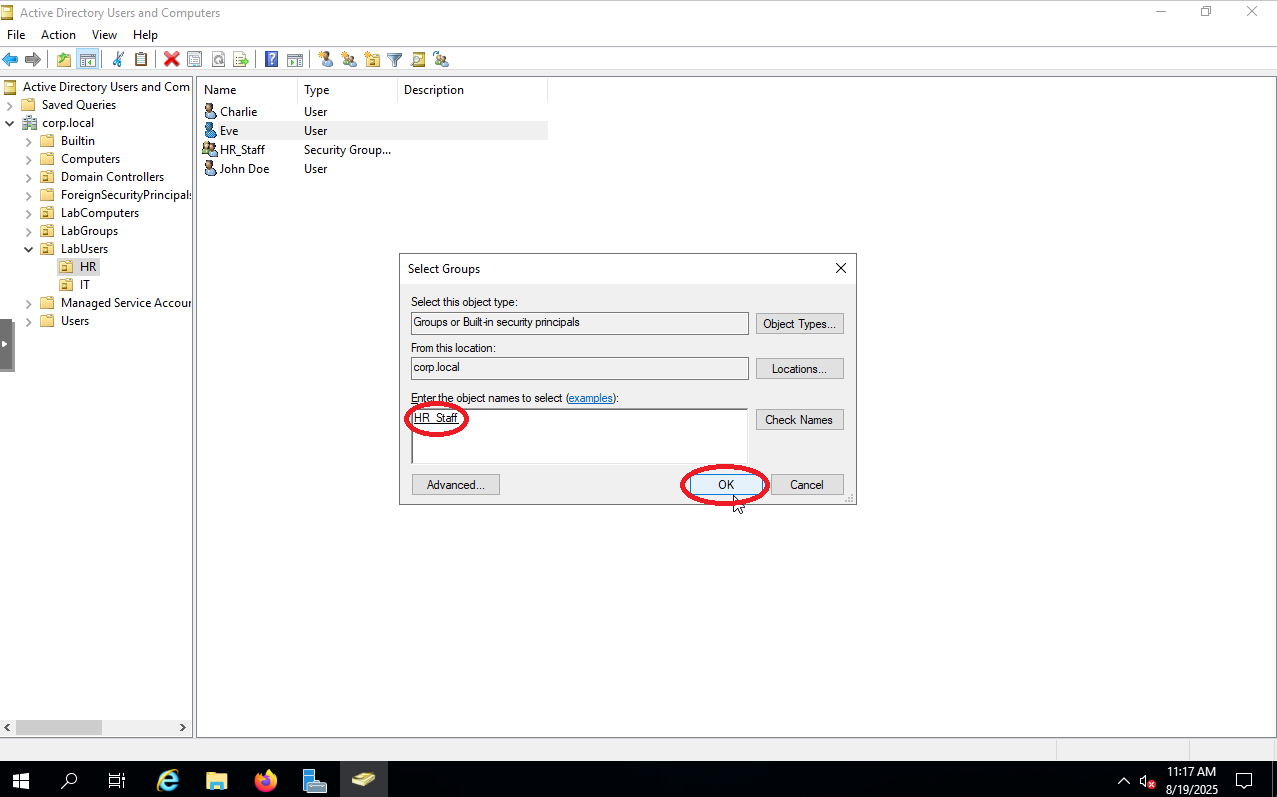 Active Directory Users and Computers
File Action View Help
Active Directory Users and Com
Saved Queries
corp.local
Builtin
Computers
Domain Controllers
ForeignSecurityPrincipals
LabComputers
LabGroups
LabUsers
HR
IT
Managed Service Accour
Users
Name Type Description
Charlie User
Eve User
HR_Staff Security Group...
John Doe User
Select Groups
Select this object type:
Groups or Built-in security principals
Object Types...
From this location:
corp.local
Locations...
Enter the object names to select (examples):
HR_Staff
Check Names
Advanced...
OK
Cancel
11:17 AM
8/19/2025